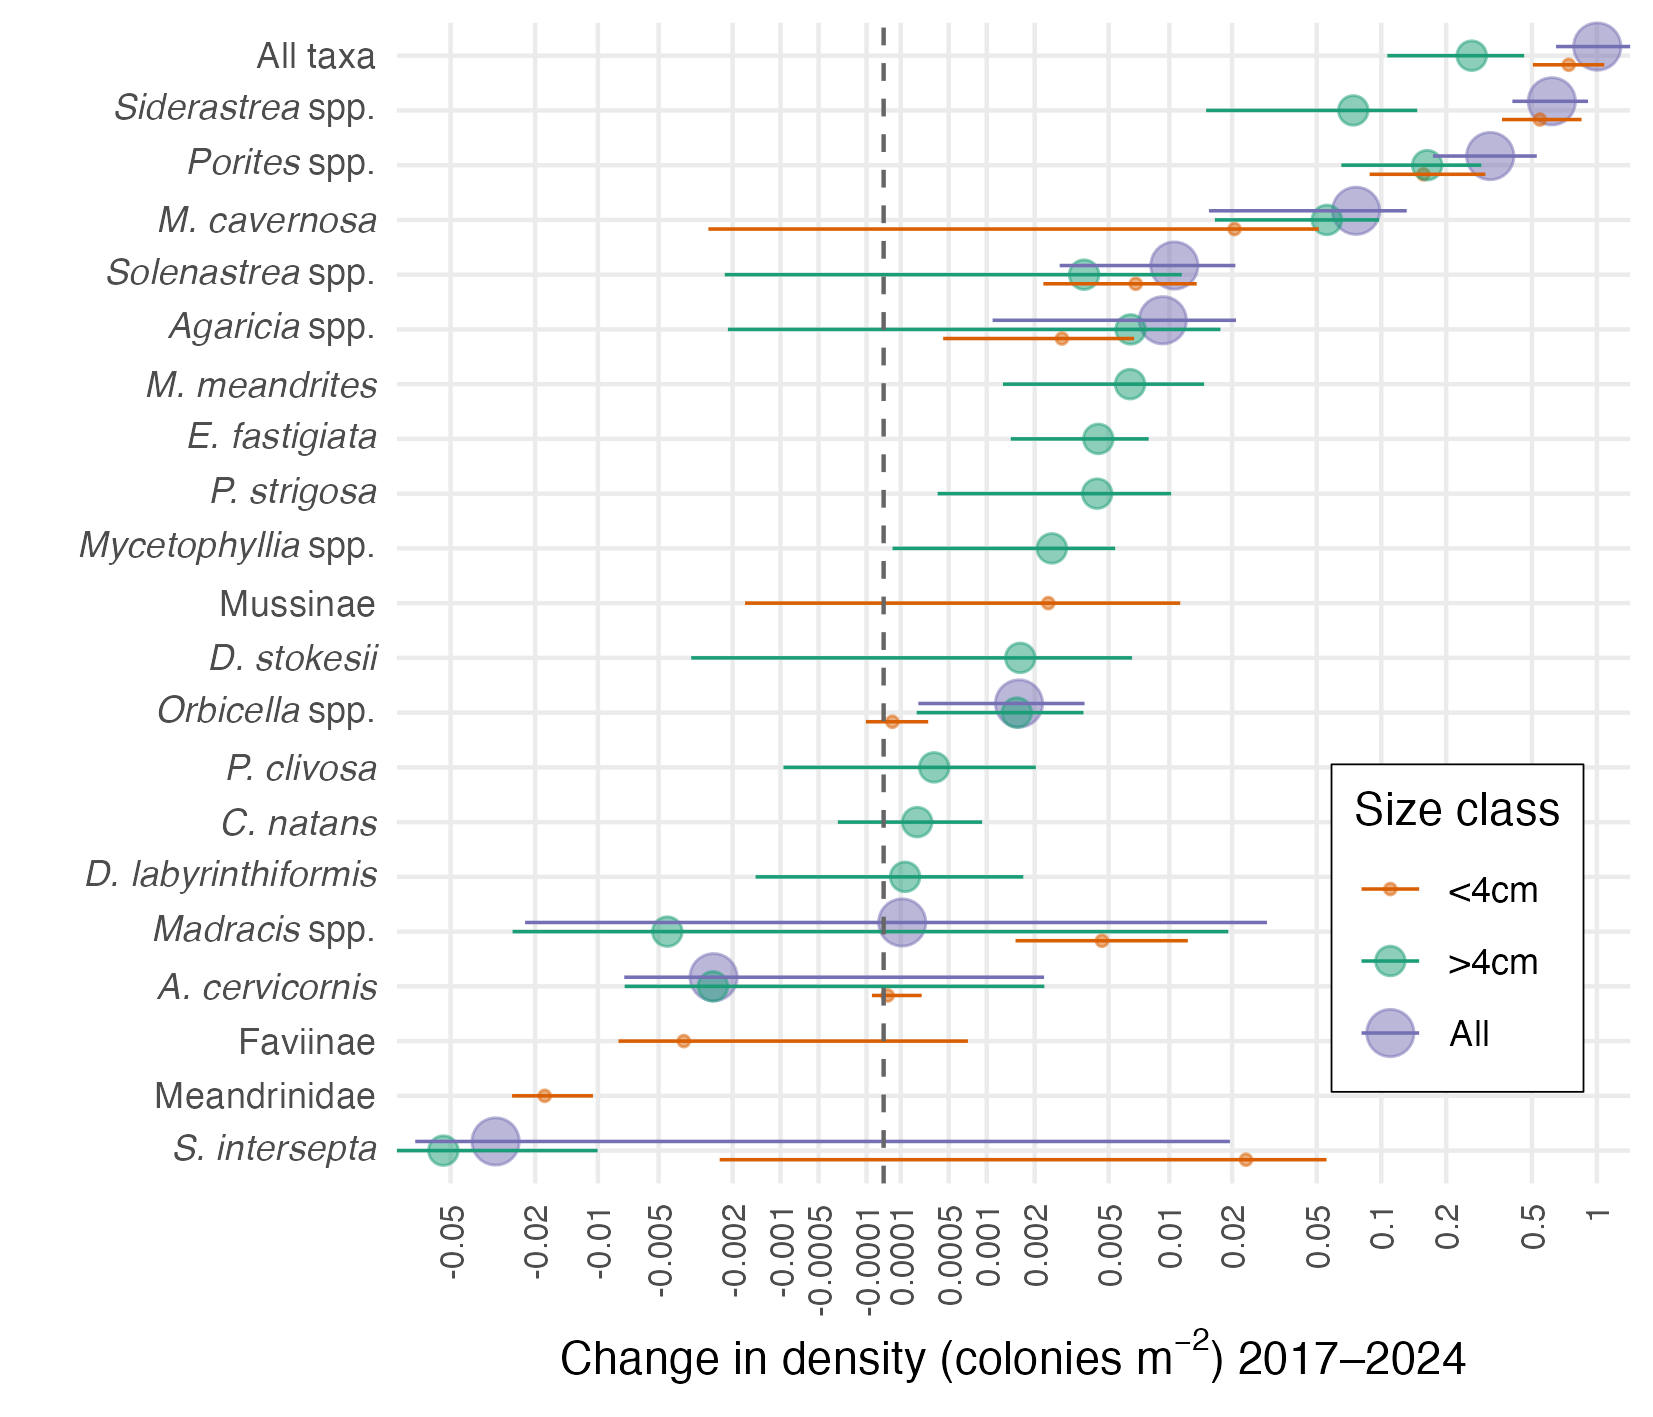 All taxa
Siderastrea spp.
Porites spp.
M. cavernosa
Solenastrea spp.
Agaricia spp.
M. meandrites
E. fastigiata
P. strigosa
Mycetophyllia spp.
Mussinae
D. stokesii
Orbicella spp.
P. clivosa
C. natans
D. labyrinthiformis
Madracis spp.
A. cervicornis
Faviinae
Meandrinidae
S. intersepta
Size class
<4cm
>4cm
All
-0.05
-0.02
-0.01
-0.005
-0.002
-0.001
-0.0005
-0.0001
0.0001
0.0005
0.001
0.002
0.005
0.01
0.02
0.05
0.1
0.2
0.5
1
Change in density (colonies m⁻²) 2017–2024